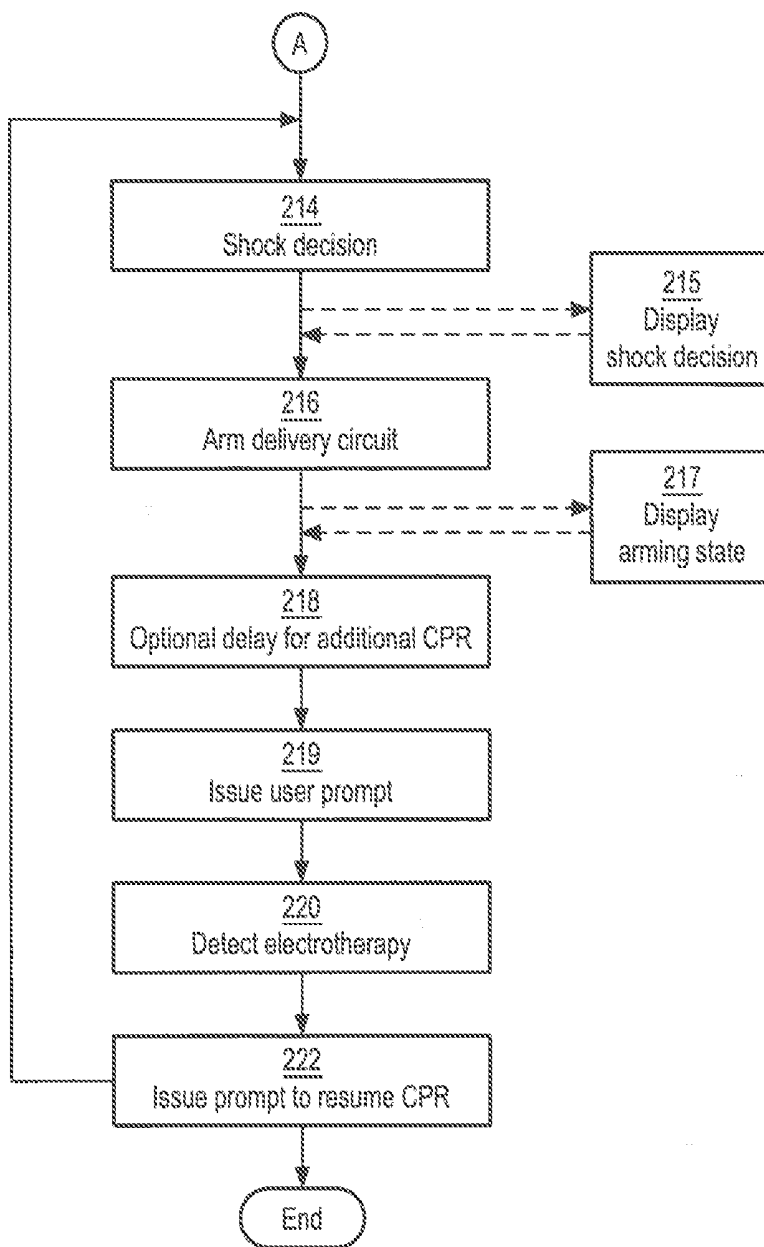 A
214
Shock decision
215
Display
shock decision
216
Arm delivery circuit
217
Display
arming state
218
Optional delay for additional CPR
219
Issue user prompt
220
Detect electrotherapy
222
Issue prompt to resume CPR
End